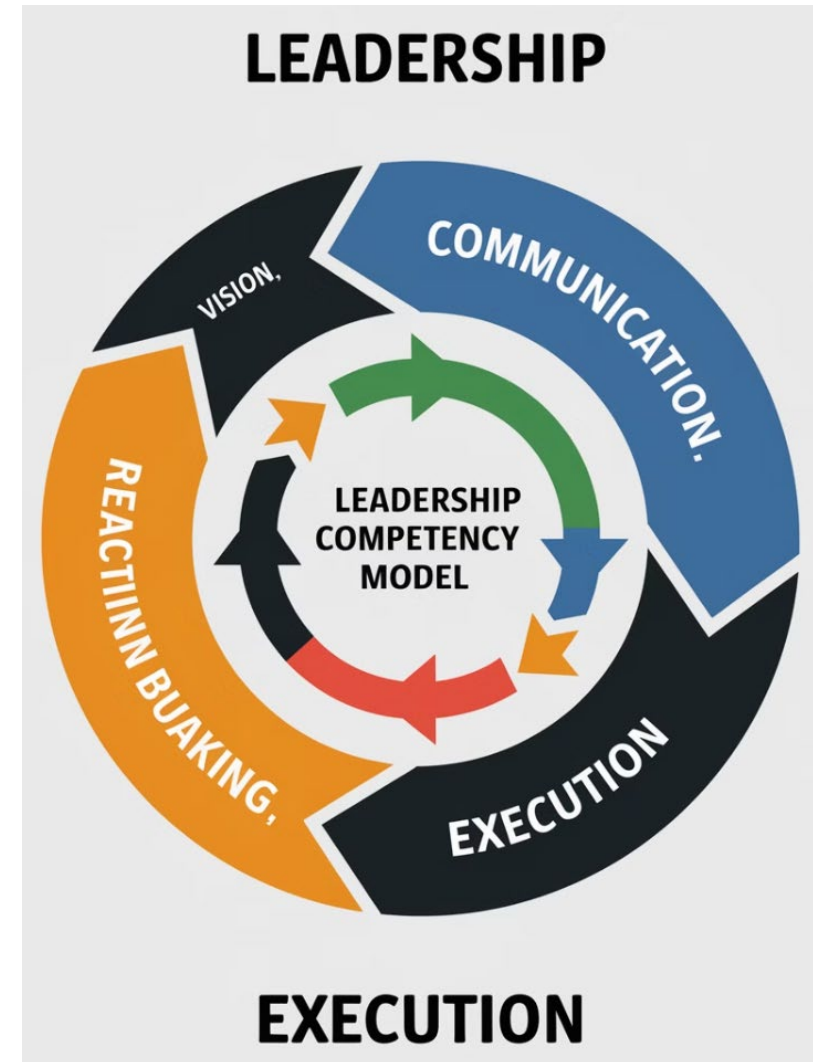 LEADERSHIP
VISION,
COMMUNICATION.
LEADERSHIP
COMPETENCY
MODEL
REACTIINN BUAKING,
EXECUTION
EXECUTION